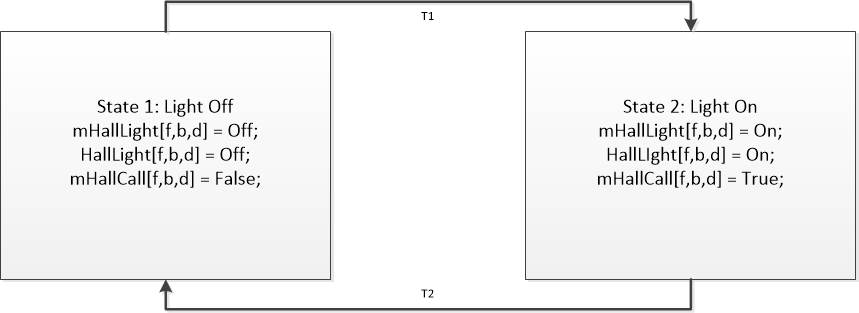 T1
State 1: Light Off
mHallLight[f,b,d] = Off;
HallLight[f,b,d] = Off;
mHallCall[f,b,d] = False;
State 2: Light On
mHallLight[f,b,d] = On;
HallLIght[f,b,d] = On;
mHallCall[f,b,d] = True;
T2